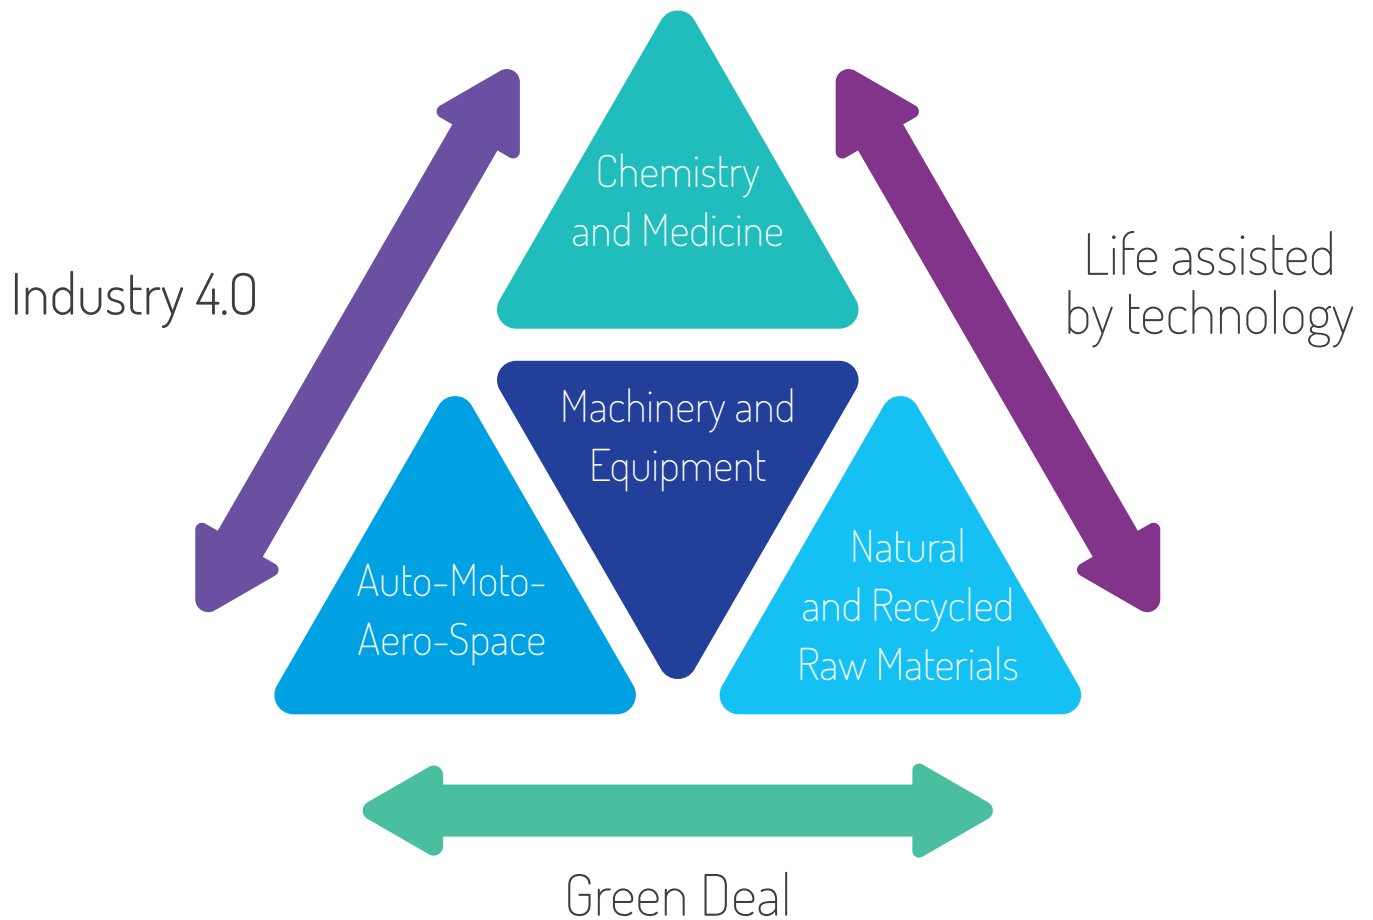 Chemistry
and Medicine
Industry 4.0
Life assisted
by technology
Machinery and
Equipment
Auto-Moto-
Aero-Space
Natural
and Recycled
Raw Materials
Green Deal